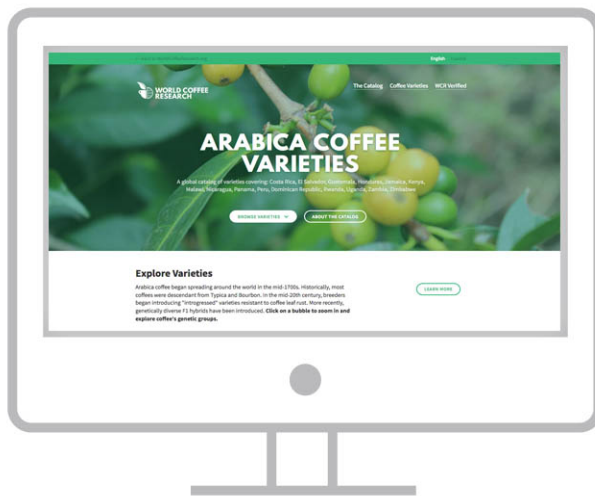 English
WORLD COFFEE
RESEARCH
The Catalog Coffee Varieties WCR Verified
ARABICA COFFEE
VARIETIES
A global catalog of varieties covering: Costa Rica, El Salvador, Guatemala, Honduras, Jamaica, Kenya,
Malawi, Nicaragua, Panama, Peru, Dominican Republic, Rwanda, Uganda, Zambia, Zimbabwe
BROWSE VARIETIES
ABOUT THE CATALOG
Explore Varieties
Arabica coffee began spreading around the world in the mid-1700s. Historically, most
coffees were descendant from Typica and Bourbon. In the mid-20th century, breeders
began introducing "introgressed" varieties resistant to coffee leaf rust. More recently,
genetically diverse F1 hybrids have been introduced. Click on a bubble to zoom in and
explore coffee's genetic groups.
LEARN MORE